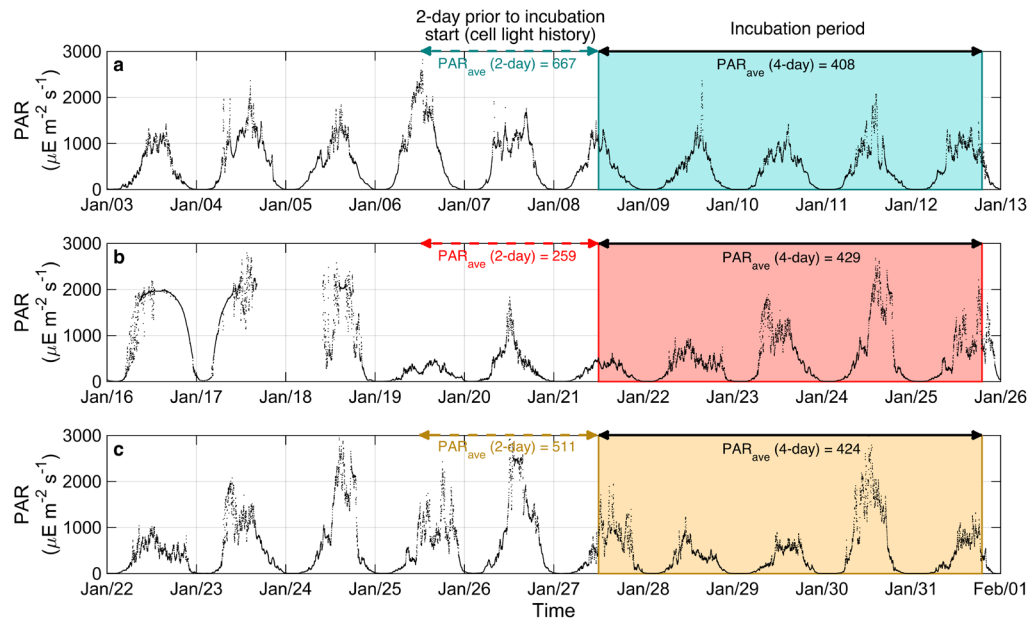 2-day prior to incubation
start (cell light history)
Incubation period
a
PARave (2-day) = 667
PARave (4-day) = 408
PAR
(μE m-2 s-1)
3000
2000
1000
0
Jan/03 Jan/04 Jan/05 Jan/06 Jan/07 Jan/08 Jan/09 Jan/10 Jan/11 Jan/12 Jan/13
b
PARave (2-day) = 259
PARave (4-day) = 429
PAR
(μE m-2 s-1)
3000
2000
1000
0
Jan/16 Jan/17 Jan/18 Jan/19 Jan/20 Jan/21 Jan/22 Jan/23 Jan/24 Jan/25 Jan/26
c
PARave (2-day) = 511
PARave (4-day) = 424
PAR
(μE m-2 s-1)
3000
2000
1000
0
Jan/22 Jan/23 Jan/24 Jan/25 Jan/26 Jan/27 Jan/28 Jan/29 Jan/30 Jan/31 Feb/01
Time